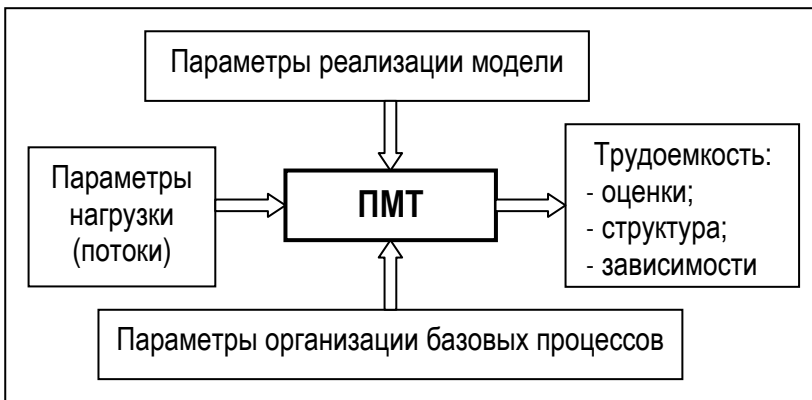 Параметры реализации модели
Параметры
нагрузки
(потоки)
ПМТ
Трудоемкость:
- оценки;
- структура;
- зависимости
Параметры организации базовых процессов